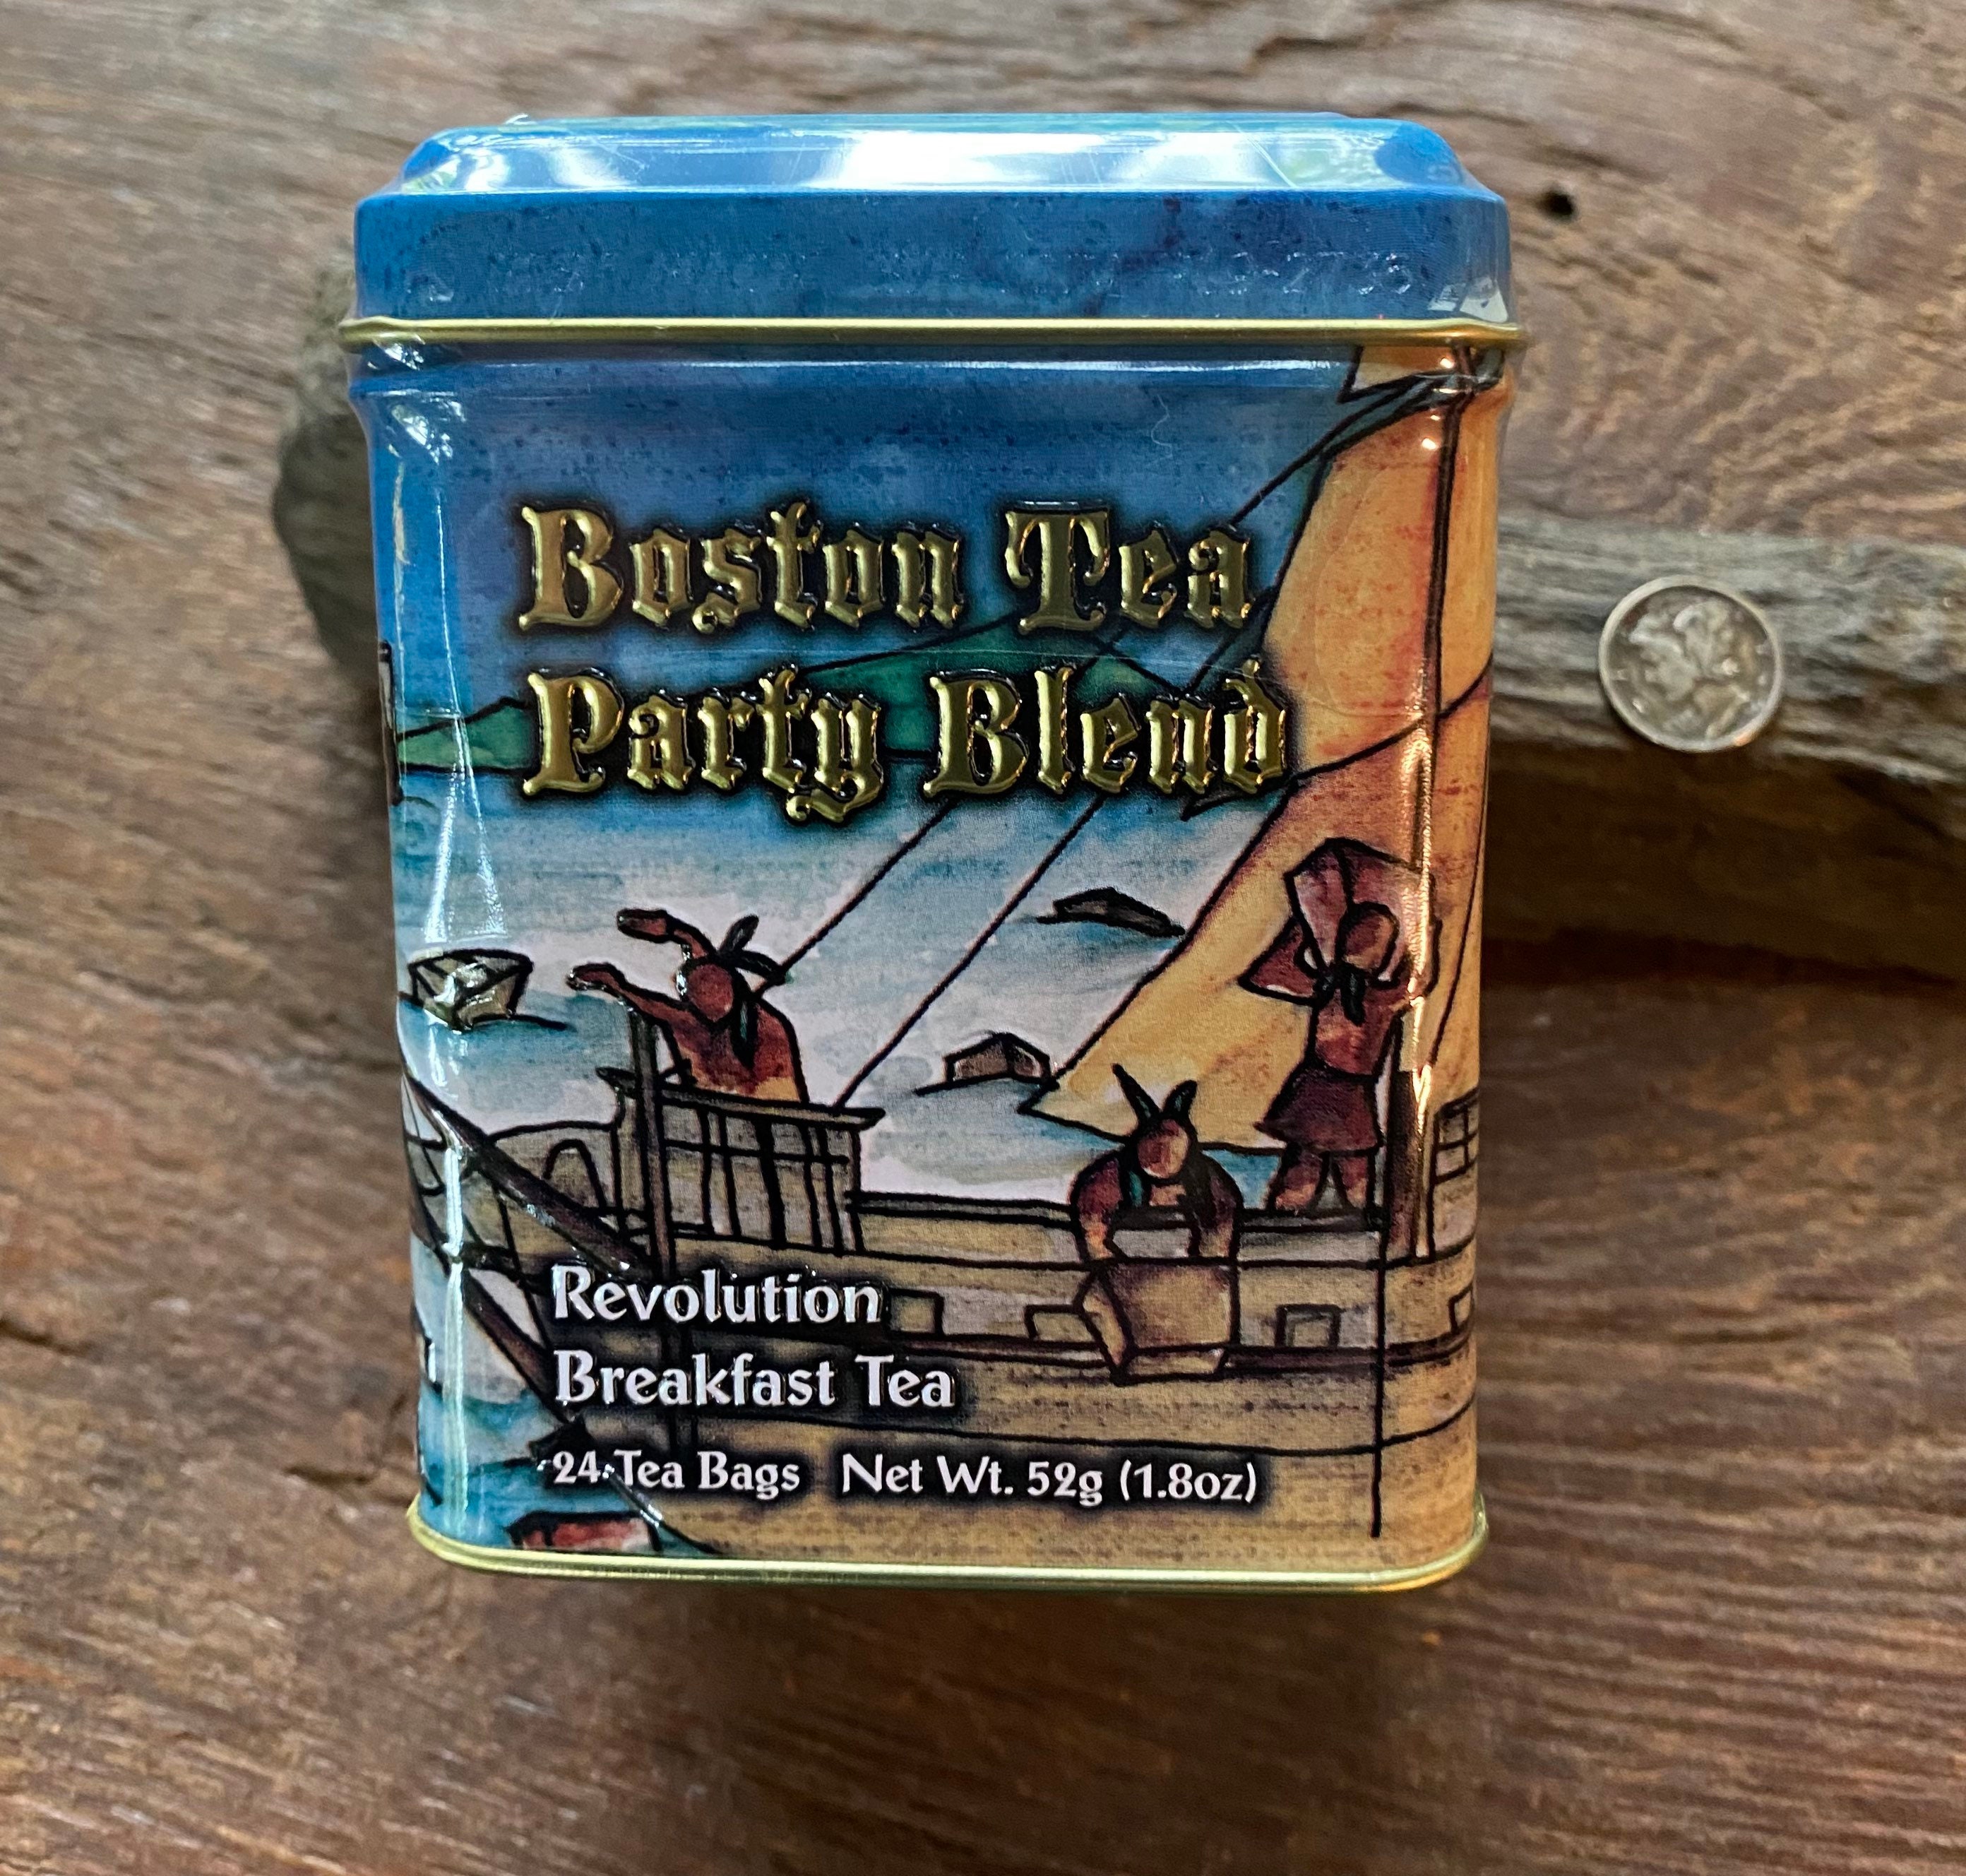 Boston Tea
Party Blend
Revolution
Breakfast Tea
24 Tea Bags Net Wt. 52g (1.8oz)